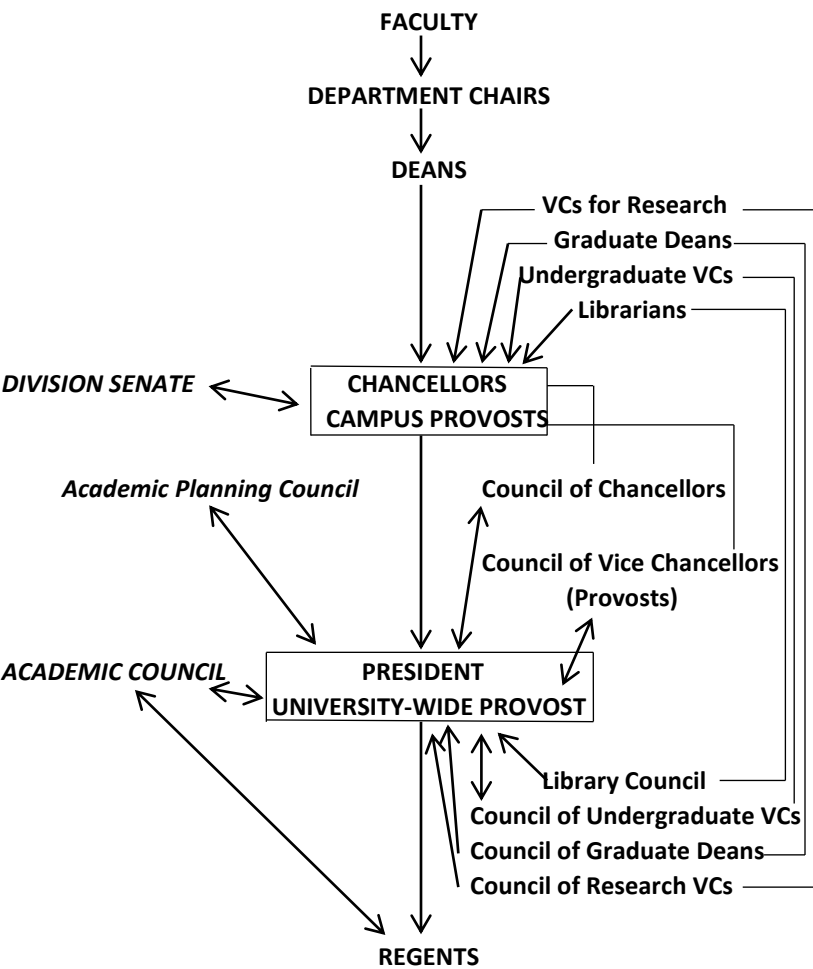 FACULTY
DEPARTMENT CHAIRS
DEANS
VCs for Research
Graduate Deans
Undergraduate VCs
Librarians
DIVISION SENATE
CHANCELLORS
CAMPUS PROVOSTS
Academic Planning Council
Council of Chancellors
Council of Vice Chancellors
(Provosts)
ACADEMIC COUNCIL
PRESIDENT
UNIVERSITY-WIDE PROVOST
Library Council
Council of Undergraduate VCs
Council of Graduate Deans
Council of Research VCs
REGENTS